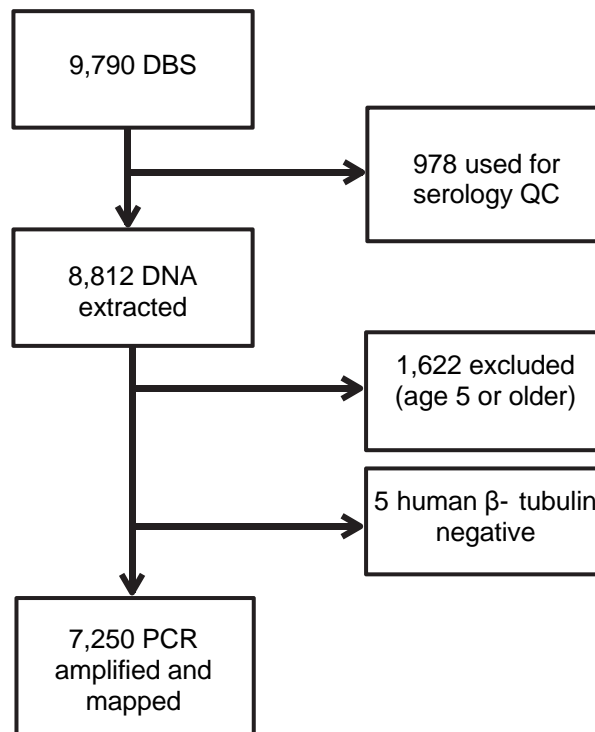 9,790 DBS
978 used for
serology QC
8,812 DNA
extracted
1,622 excluded
(age 5 or older)
5 human β- tubulin
negative
7,250 PCR
amplified and
mapped